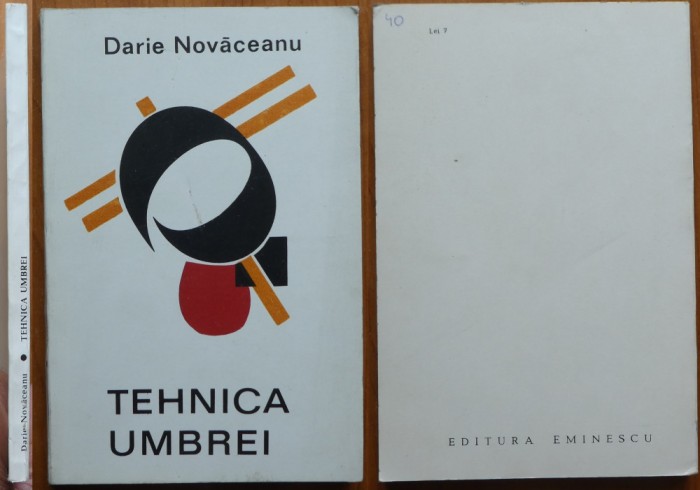 Darie Novăceanu ● TEHNICA UMBREI
Darie Novăceanu
TEHNICA
UMBREI
40
Lei 9
EDITURA EMINESCU